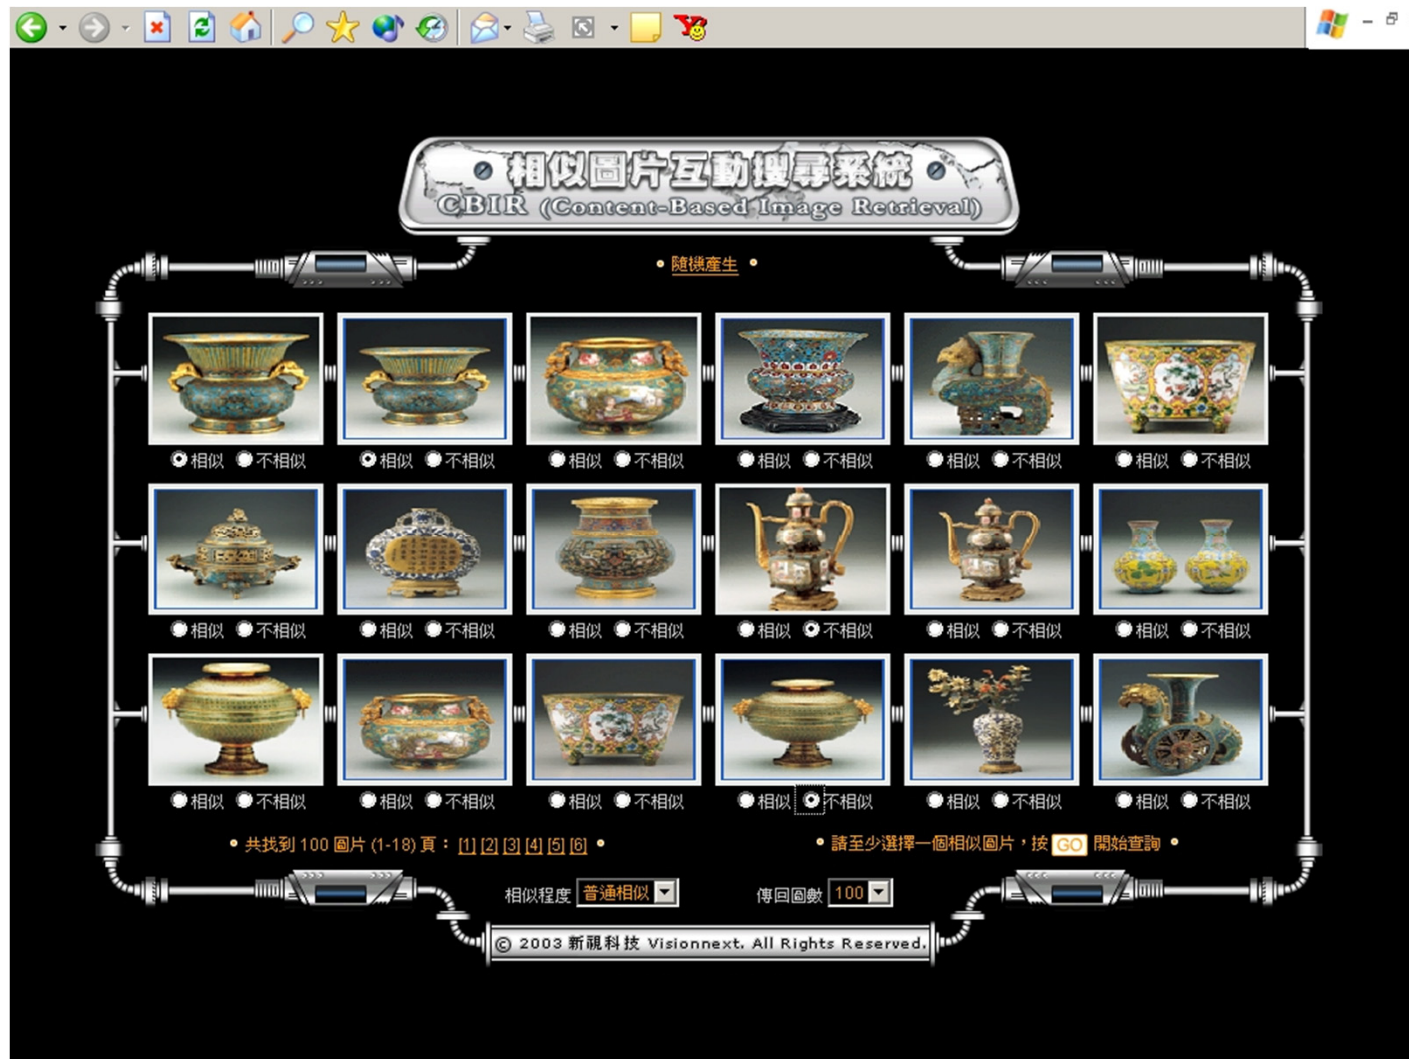 相似圖片互動搜尋系統
CBIR (Content-Based Image Retrieval)
隨機產生
相似 不相似 相似 不相似 相似 不相似 相似 不相似 相似 不相似 相似 不相似
相似 不相似 相似 不相似 相似 不相似 相似 不相似 相似 不相似 相似 不相似
相似 不相似 相似 不相似 相似 不相似 相似 不相似 相似 不相似 相似 不相似
共找到 100 圖片 (1-18) 頁： [1] [2] [3] [4] [5] [6]
請至少選擇一個相似圖片，按 GO 開始查詢
相似程度 普通相似 傳回圖數 100
© 2003 新視科技 Visionnext. All Rights Reserved.